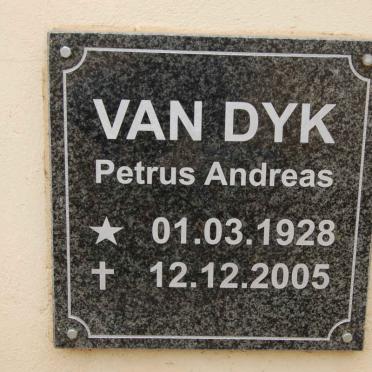 VAN DYK
Petrus Andreas
★ 01.03.1928
✝ 12.12.2005